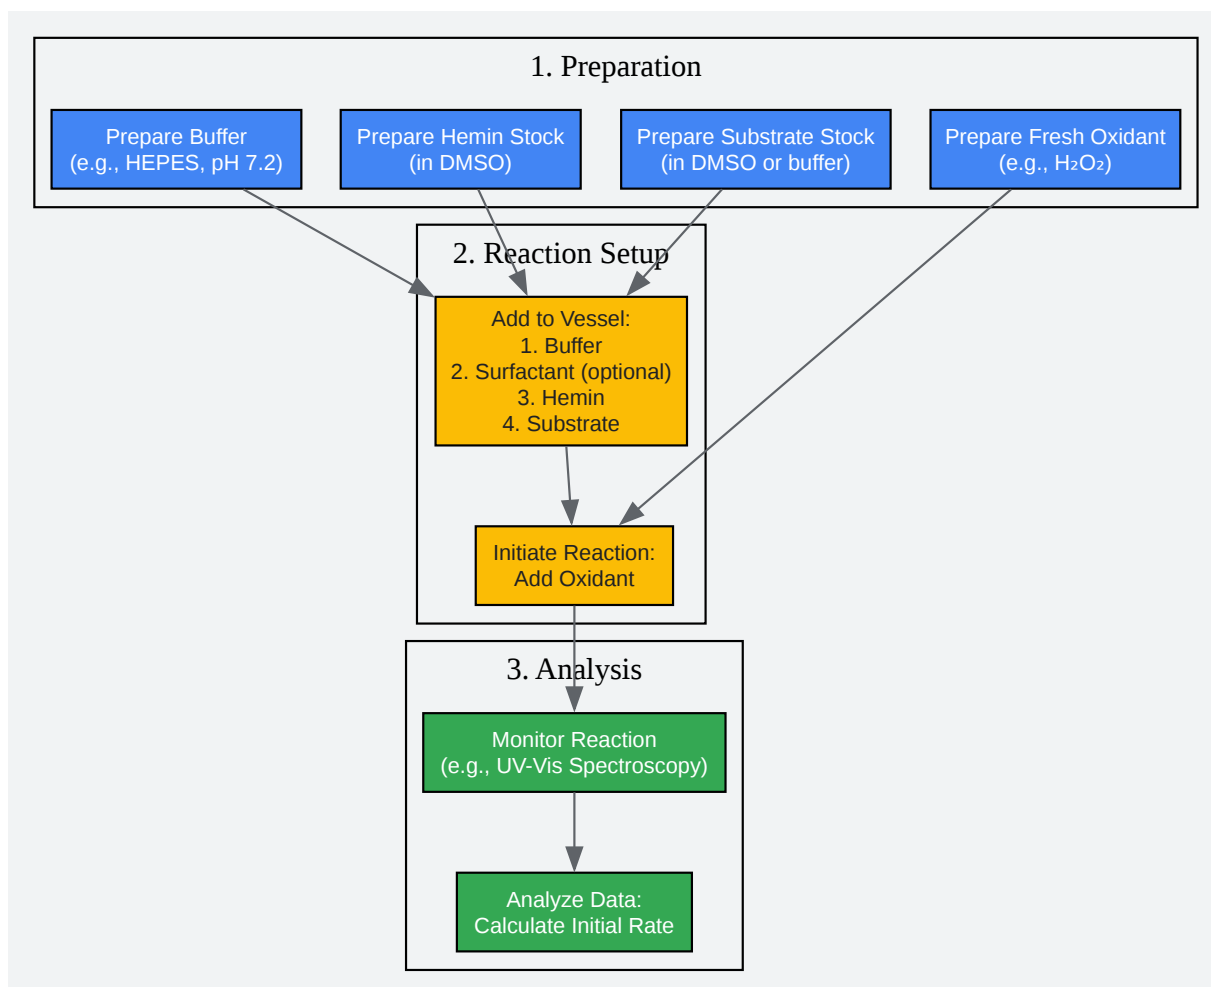 1. Preparation
Prepare Buffer
(e.g., HEPES, pH 7.2)
Prepare Hemin Stock
(in DMSO)
Prepare Substrate Stock
(in DMSO or buffer)
Prepare Fresh Oxidant
(e.g., H₂O₂)
2. Reaction Setup
Add to Vessel:
1. Buffer
2. Surfactant (optional)
3. Hemin
4. Substrate
Initiate Reaction:
Add Oxidant
3. Analysis
Monitor Reaction
(e.g., UV-Vis Spectroscopy)
Analyze Data:
Calculate Initial Rate